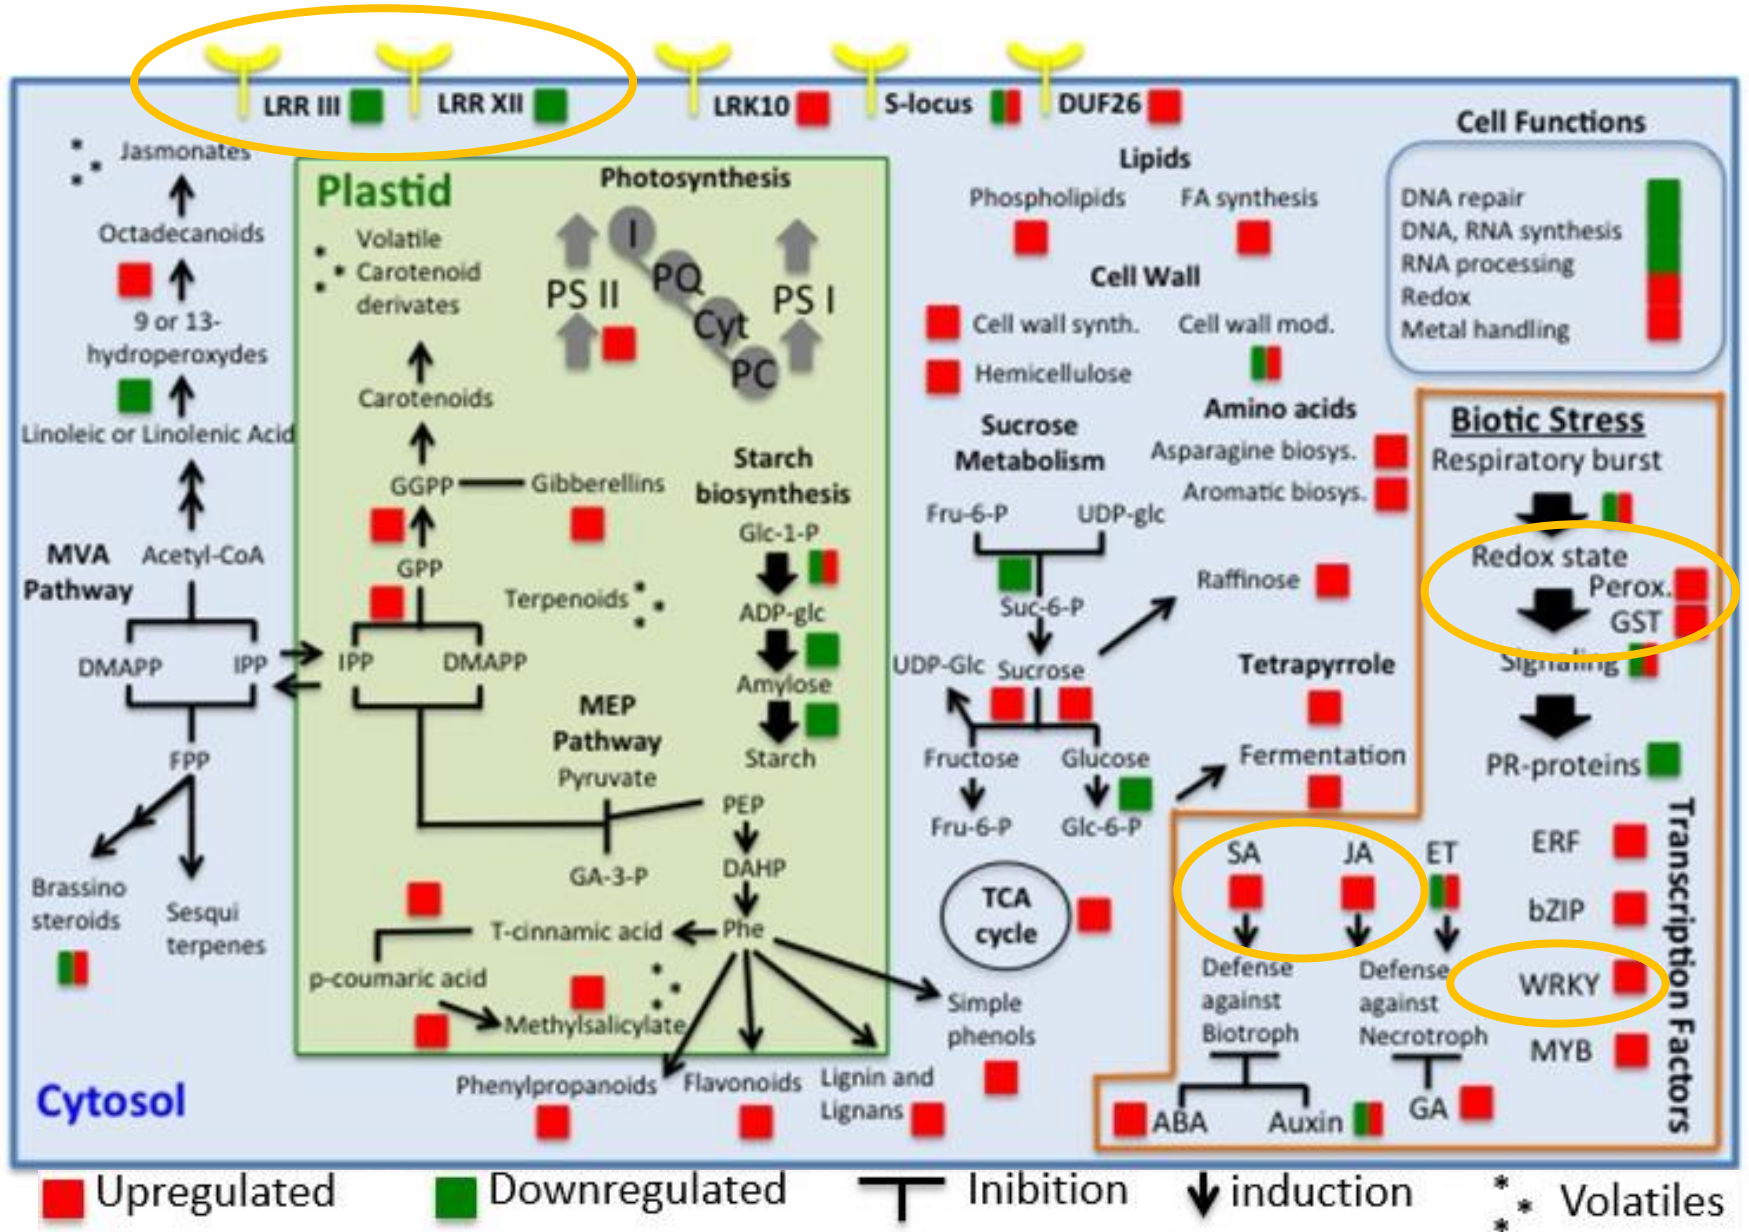 LRR III
LRR XII
LRK10
S-locus
DUF26
Jasmonates
Octadecanoids
9 or 13-
hydroperoxydes
Linoleic or Linolenic Acid
MVA
Pathway
Acetyl-CoA
DMAPP
IPP
FPP
Brassino
steroids
Sesqui
terpenes
Cytosol
Plastid
Volatile
Carotenoid
derivates
Carotenoids
GGPP
Gibberellins
GPP
Terpenoids
IPP
DMAPP
MEP
Pathway
Pyruvate
GA-3-P
PEP
DAHP
Phe
T-cinnamic acid
p-coumaric acid
Methylsalicylate
Photosynthesis
PS II
I
PQ
Cyt
PC
PS I
Starch
biosynthesis
Glc-1-P
ADP-glc
Amylose
Starch
Phenylpropanoids
Flavonoids
Lignin and
Lignans
Simple
phenols
Lipids
Phospholipids
FA synthesis
Cell Wall
Cell wall synth.
Cell wall mod.
Hemicellulose
Sucrose
Metabolism
Fru-6-P
UDP-glc
Suc-6-P
UDP-Glc
Sucrose
Fructose
Glucose
Fru-6-P
Glc-6-P
TCA
cycle
Amino acids
Asparagine biosys.
Aromatic biosys.
Raffinose
Tetrapyrrole
Fermentation
Cell Functions
DNA repair
DNA, RNA synthesis
RNA processing
Redox
Metal handling
Biotic Stress
Respiratory burst
Redox state
Perox.
GST
Signaling
PR-proteins
SA
JA
ET
Defense
against
Biotroph
Defense
against
Necrotroph
ABA
Auxin
GA
ERF
bZIP
WRKY
MYB
Transcription Factors
Upregulated
Downregulated
Inibition
induction
Volatiles